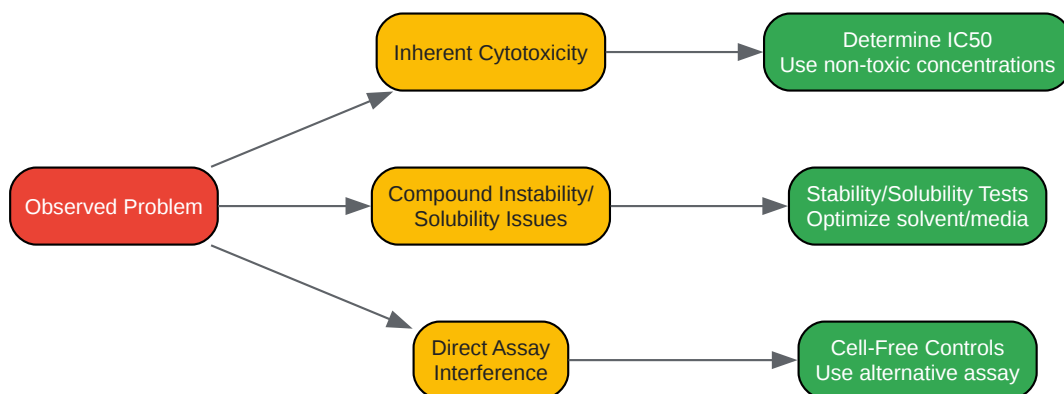 Observed Problem
Inherent Cytotoxicity
Determine IC50
Use non-toxic concentrations
Compound Instability/
Solubility Issues
Stability/Solubility Tests
Optimize solvent/media
Direct Assay
Interference
Cell-Free Controls
Use alternative assay